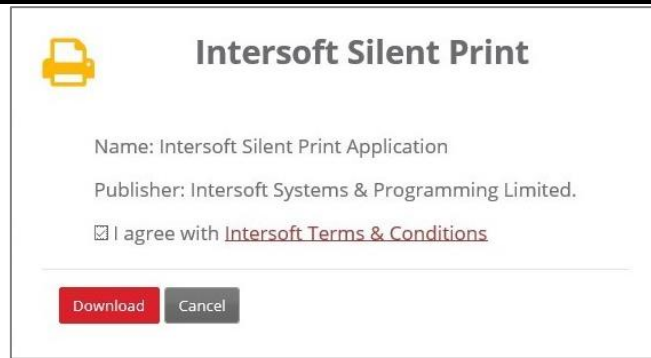 Intersoft Silent Print
Name: Intersoft Silent Print Application
Publisher: Intersoft Systems & Programming Limited.
☑ I agree with Intersoft Terms & Conditions
Download Cancel